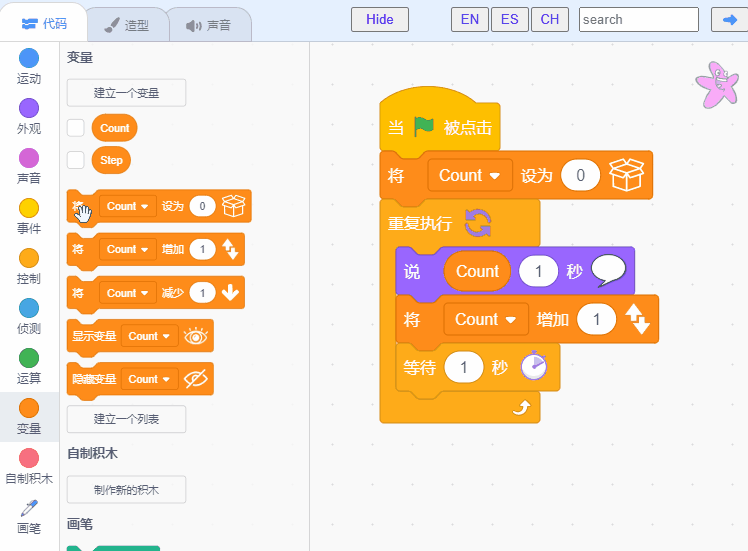 代码 造型 声音 Hide EN ES CH search
运动
外观
声音
事件
控制
侦测
运算
变量
自制积木
画笔
变量
建立一个变量
Count
Step
将 Count 设为 0
将 Count 增加 1
将 Count 减少 1
显示变量 Count
隐藏变量 Count
建立一个列表
自制积木
制作新的积木
画笔
当 被点击
将 Count 设为 0
重复执行
说 Count 1 秒
将 Count 增加 1
等待 1 秒